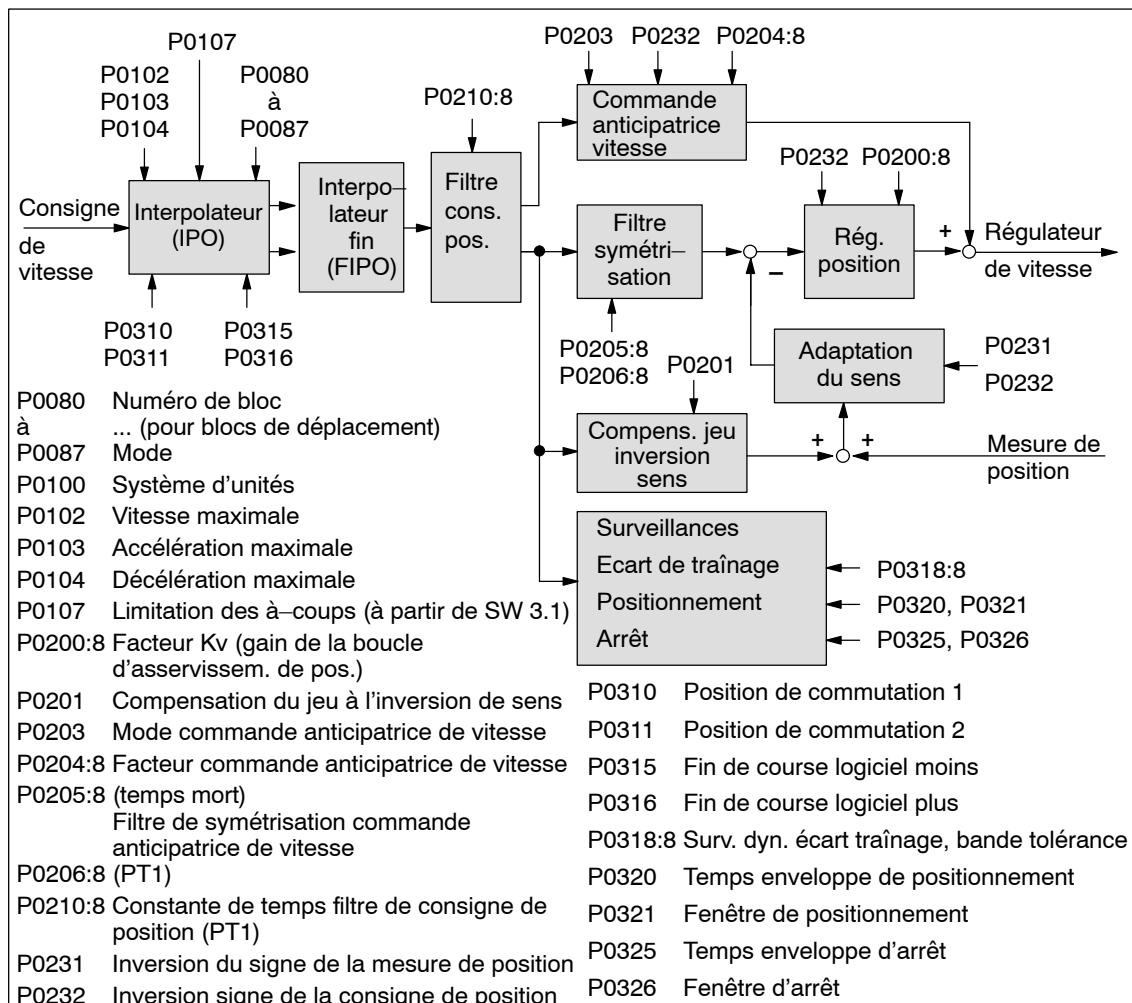 P0107
P0203 P0232 P0204:8
P0102
P0103
P0104
P0080
à
P0087
P0210:8
Commande
anticipatrice
vitesse
P0232 P0200:8
Consigne
de
vitesse
Interpolateur
(IPO)
Interpo–
lateur
fin
(FIPO)
Filtre
cons.
pos.
Filtre
symétri–
sation
–
Rég.
position
+
Régulateur
de vitesse
P0310
P0311
P0315
P0316
P0205:8
P0206:8
P0201
Adaptation
du sens
P0231
P0232
Compens. jeu
inversion
sens
+ +
Mesure de
position
Surveillances
Ecart de traînage
Positionnement
Arrêt
P0318:8
P0320, P0321
P0325, P0326
P0080 Numéro de bloc
à ... (pour blocs de déplacement)
P0087 Mode
P0100 Système d'unités
P0102 Vitesse maximale
P0103 Accélération maximale
P0104 Décélération maximale
P0107 Limitation des à–coups (à partir de SW 3.1)
P0200:8 Facteur Kv (gain de la boucle
d'asservissem. de pos.)
P0201 Compensation du jeu à l'inversion de sens
P0203 Mode commande anticipatrice de vitesse
P0204:8 Facteur commande anticipatrice de vitesse
P0205:8 (temps mort)
Filtre de symétrisation commande
anticipatrice de vitesse
P0206:8 (PT1)
P0210:8 Constante de temps filtre de consigne de
position (PT1)
P0231 Inversion du signe de la mesure de position
P0232 Inversion signe de la consigne de position
P0310 Position de commutation 1
P0311 Position de commutation 2
P0315 Fin de course logiciel moins
P0316 Fin de course logiciel plus
P0318:8 Surv. dyn. écart traînage, bande tolérance
P0320 Temps enveloppe de positionnement
P0321 Fenêtre de positionnement
P0325 Temps enveloppe d'arrêt
P0326 Fenêtre d'arrêt